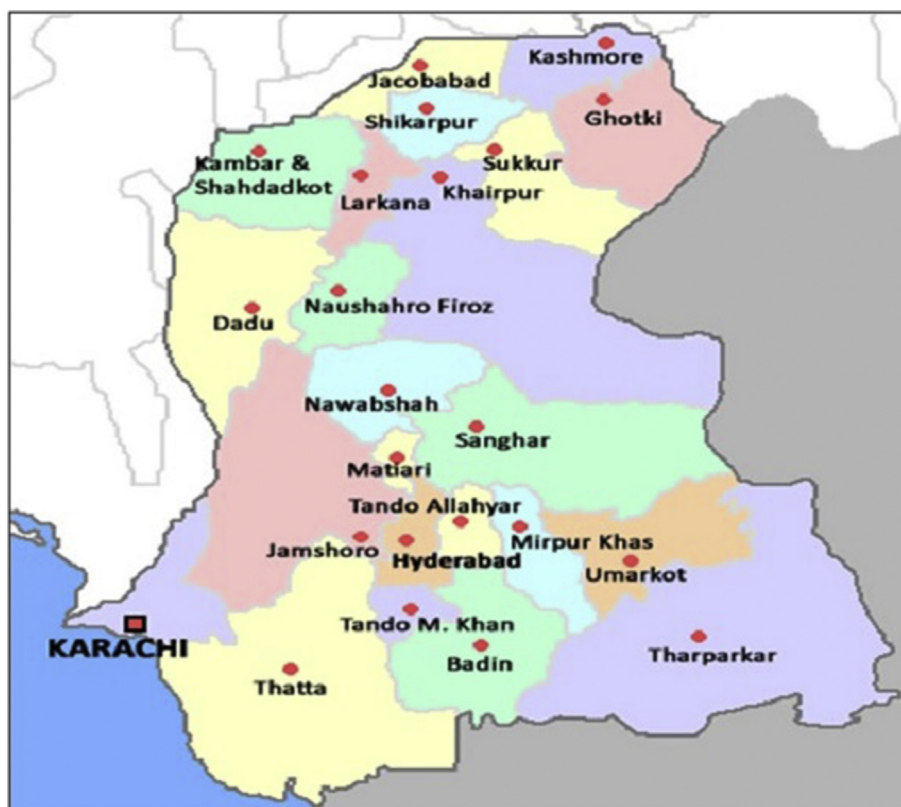 Kashmore
Jacobabad
Ghotki
Shikarpur
Kambar &
Shahdadkot
Sukkur
Larkana
Khairpur
Naushahro Firoz
Dadu
Nawabshah
Sanghar
Matiari
Tando Allahyar
Jamshoro
Hyderabad
Mirpur Khas
Umarkot
Tando M. Khan
KARACHI
Badin
Tharparkar
Thatta